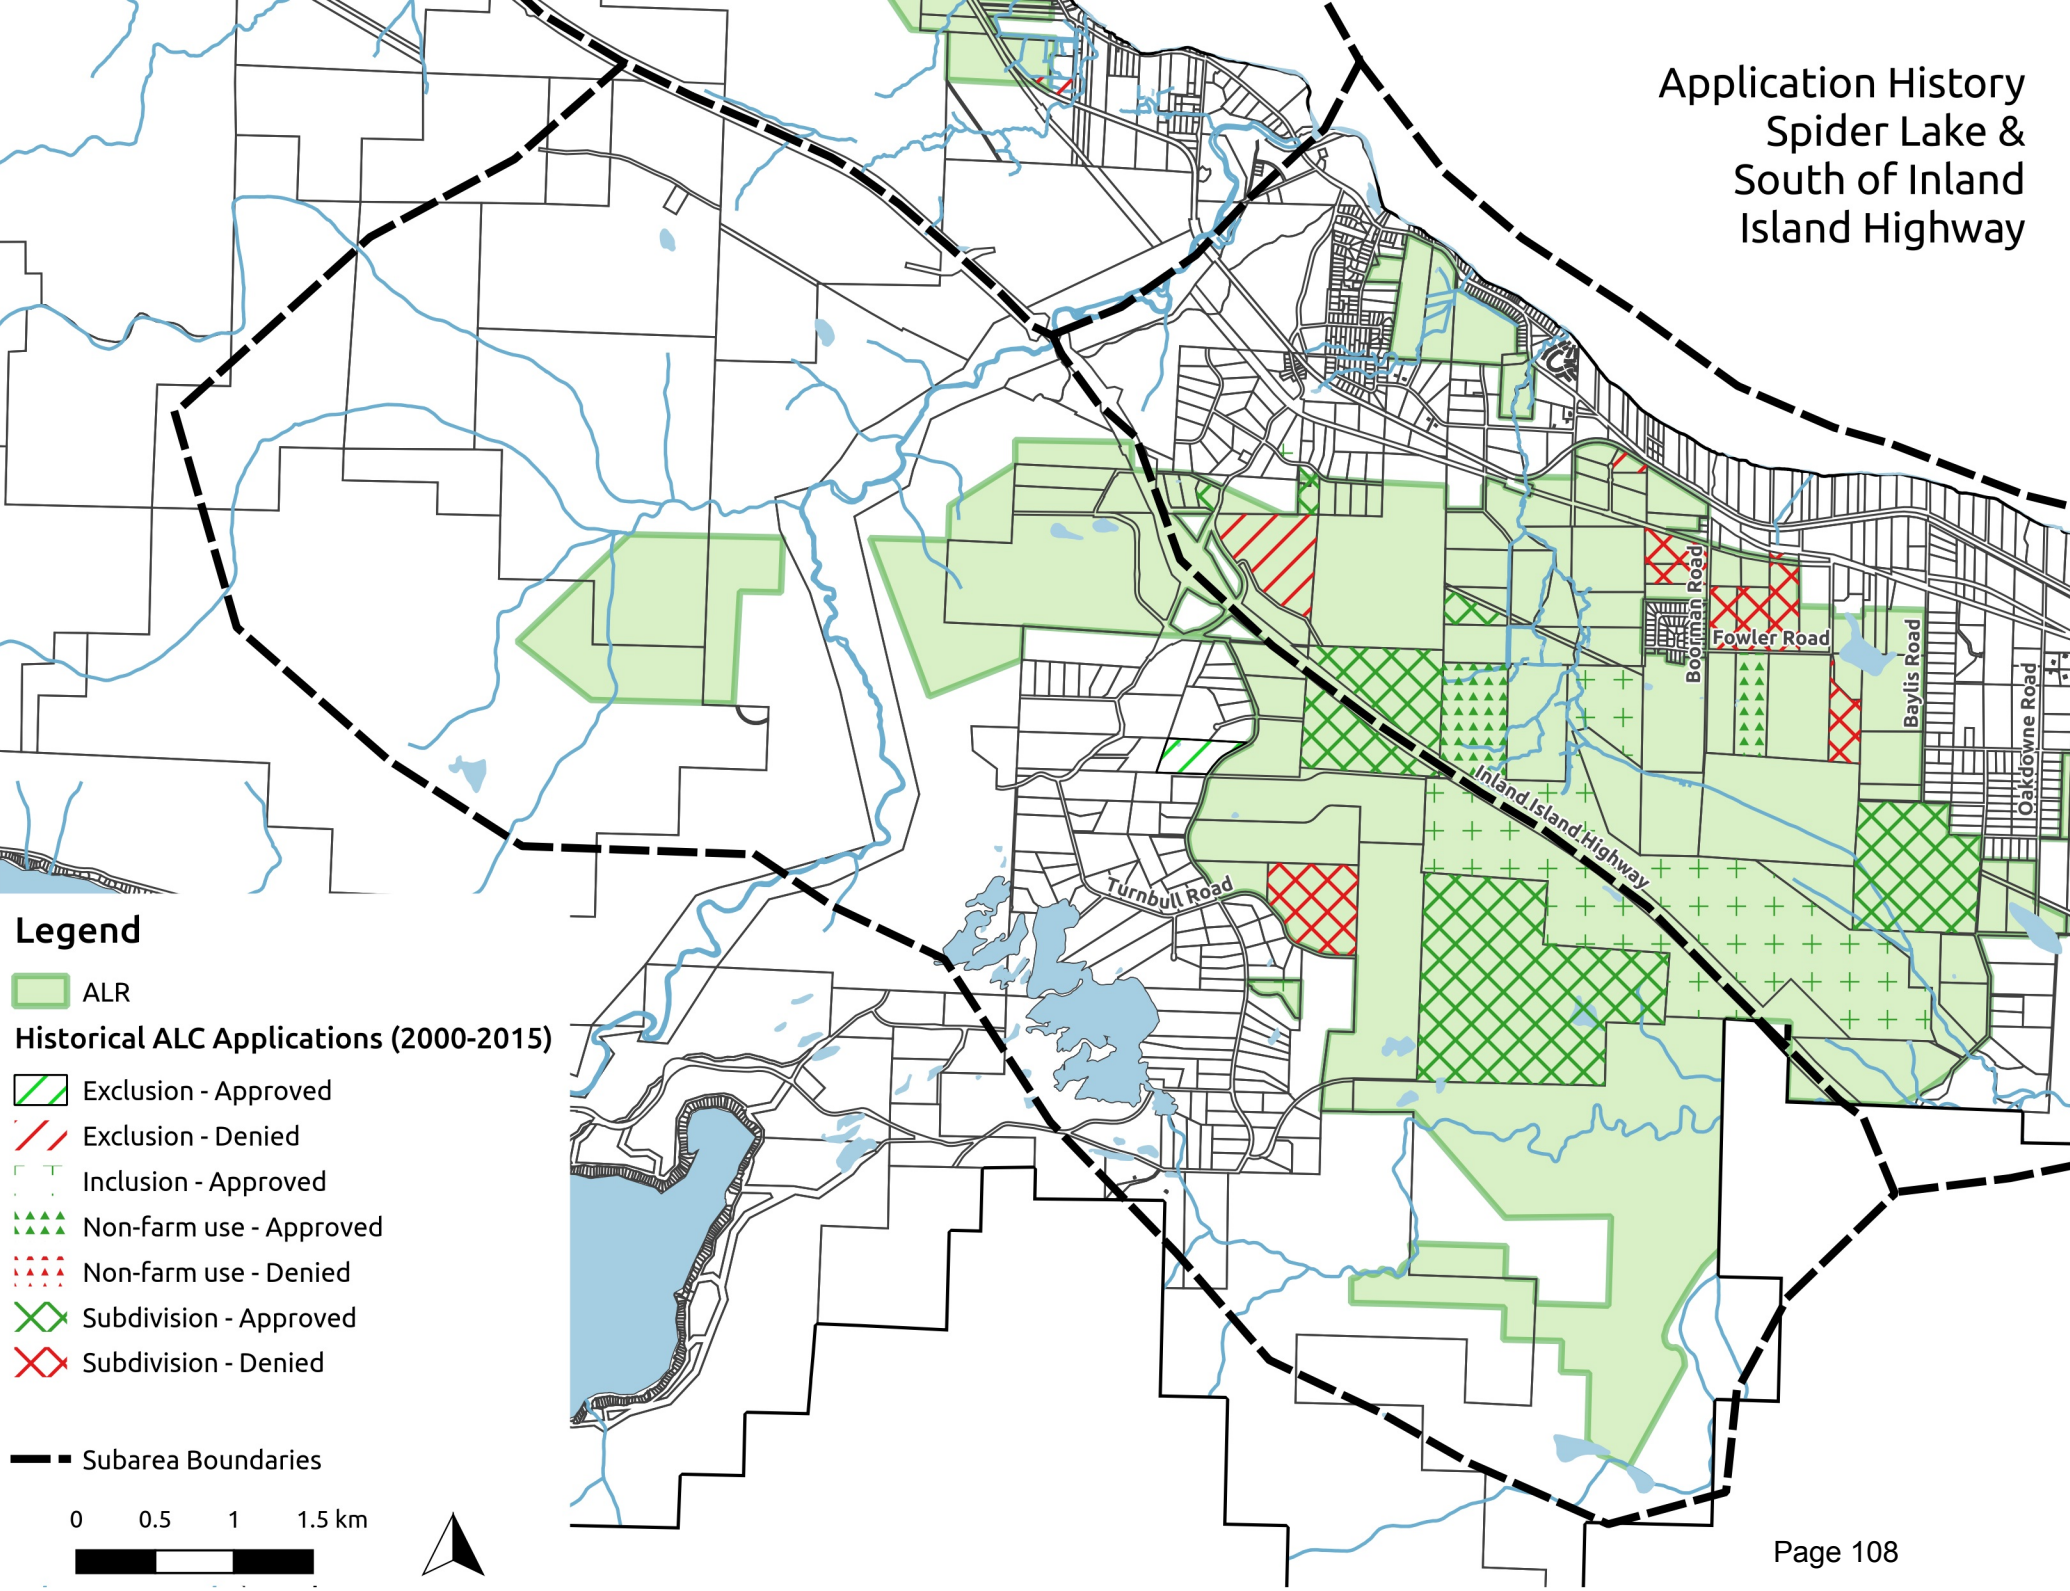 Application History
Spider Lake &
South of Inland
Island Highway
Boorman Road
Fowler Road
Baylis Road
Oakdowne Road
Inland Island Highway
Turnbull Road
Legend
ALR
Historical ALC Applications (2000-2015)
Exclusion - Approved
Exclusion - Denied
Inclusion - Approved
Non-farm use - Approved
Non-farm use - Denied
Subdivision - Approved
Subdivision - Denied
Subarea Boundaries
0 0.5 1 1.5 km
Page 108